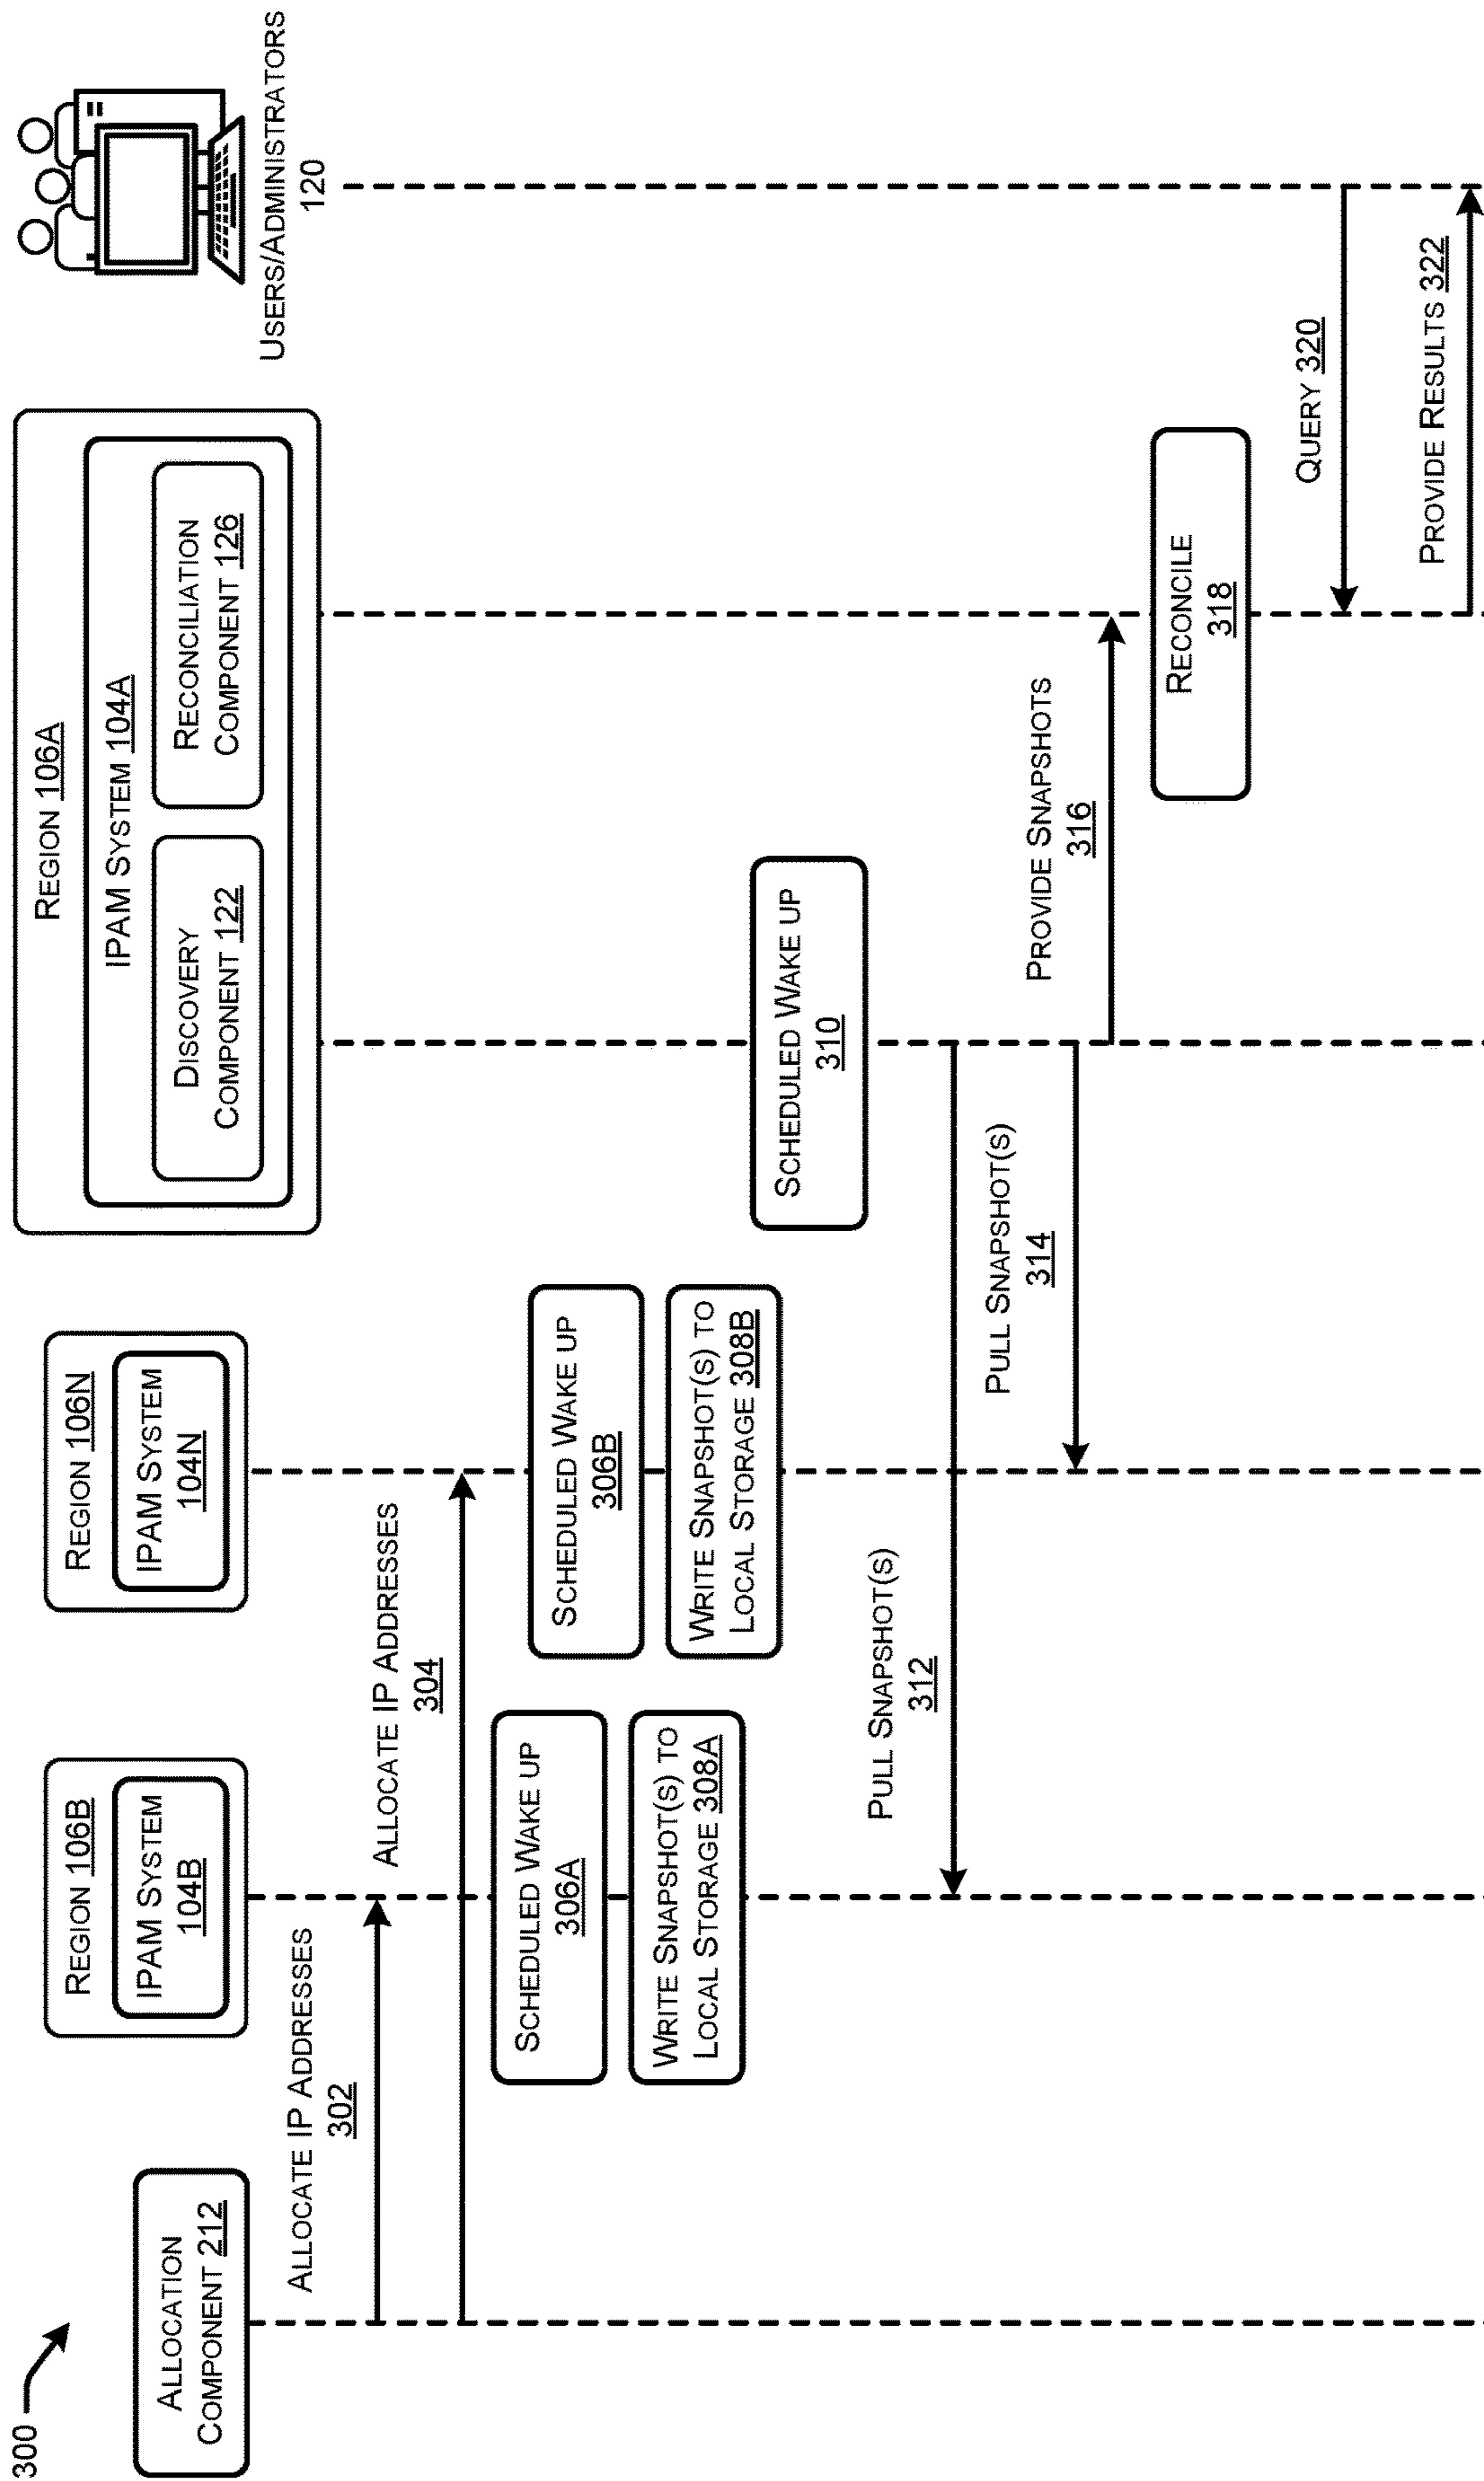 300
ALLOCATION
COMPONENT 212
REGION 106B
IPAM SYSTEM
104B
REGION 106N
IPAM SYSTEM
104N
REGION 106A
IPAM SYSTEM 104A
DISCOVERY
COMPONENT 122
RECONCILIATION
COMPONENT 126
USERS/ADMINISTRATORS
120
ALLOCATE IP ADDRESSES
302
ALLOCATE IP ADDRESSES
304
SCHEDULED WAKE UP
306A
SCHEDULED WAKE UP
306B
WRITE SNAPSHOT(S) TO
LOCAL STORAGE 308A
WRITE SNAPSHOT(S) TO
LOCAL STORAGE 308B
SCHEDULED WAKE UP
310
PULL SNAPSHOT(S)
312
PULL SNAPSHOT(S)
314
PROVIDE SNAPSHOTS
316
RECONCILE
318
QUERY 320
PROVIDE RESULTS 322